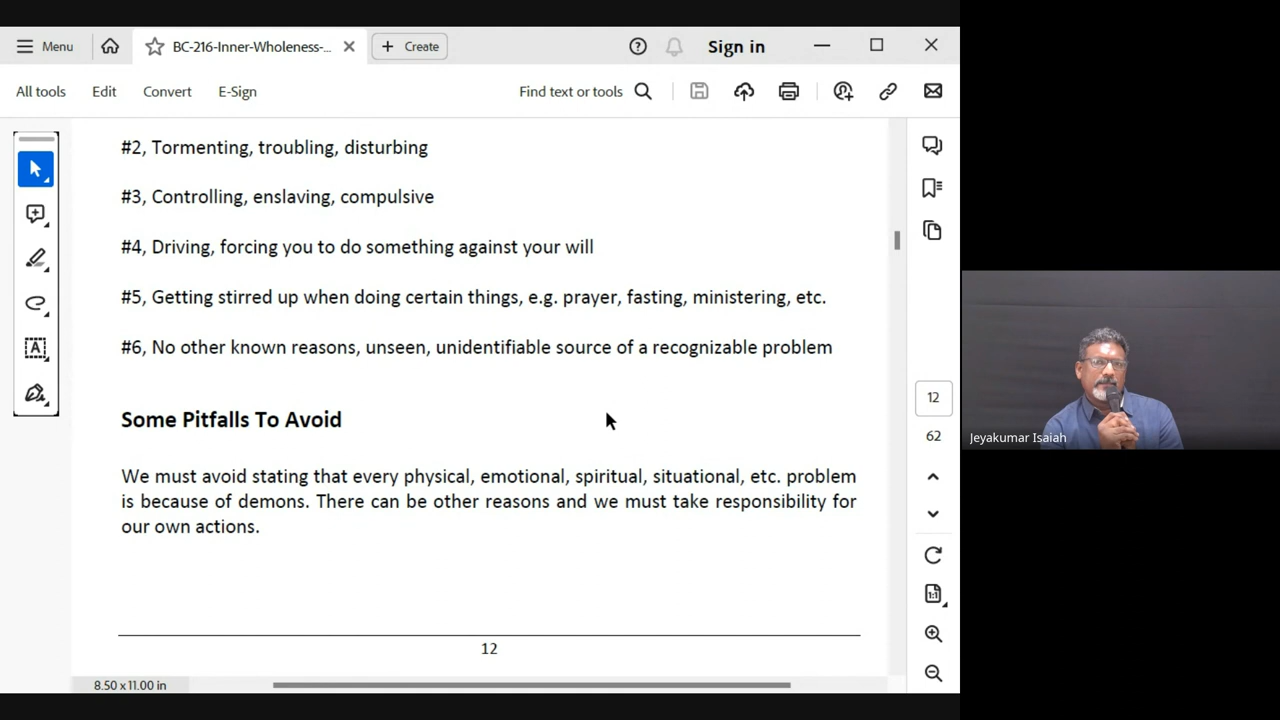 Menu
BC-216-Inner-Wholeness-...
Create
Sign in
All tools
Edit
Convert
E-Sign
Find text or tools
#2, Tormenting, troubling, disturbing
#3, Controlling, enslaving, compulsive
#4, Driving, forcing you to do something against your will
#5, Getting stirred up when doing certain things, e.g. prayer, fasting, ministering, etc.
#6, No other known reasons, unseen, unidentifiable source of a recognizable problem
Some Pitfalls To Avoid
We must avoid stating that every physical, emotional, spiritual, situational, etc. problem
is because of demons. There can be other reasons and we must take responsibility for
our own actions.
12
8.50 x 11.00 in
12
62
1:1
Jeyakumar Isaiah